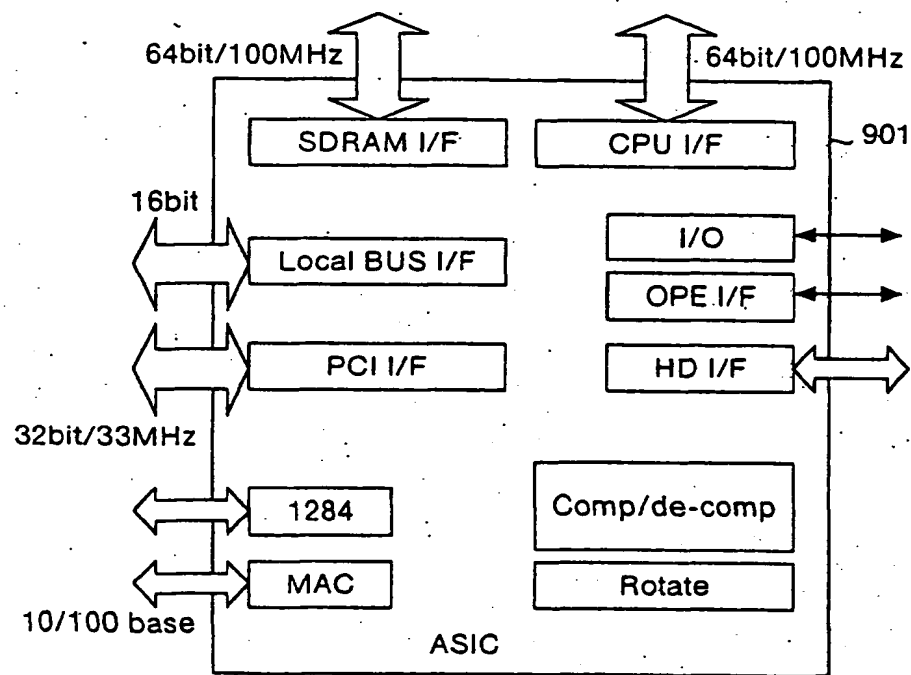 64bit/100MHz
64bit/100MHz
SDRAM I/F
CPU I/F
901
16bit
I/O
Local BUS I/F
OPE I/F
PCI I/F
HD I/F
32bit/33MHz
1284
Comp/de-comp
MAC
Rotate
10/100 base
ASIC